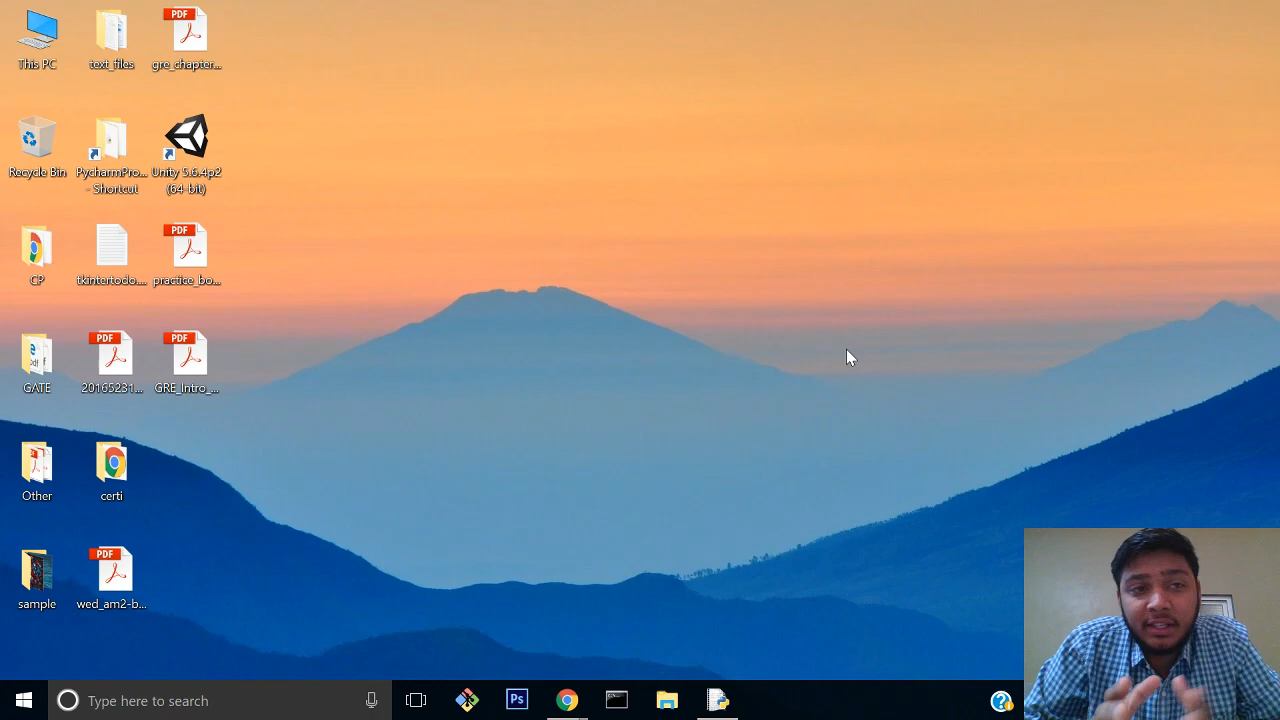 This PC
text_files
PDF
gre_chapter...
Recycle Bin
PycharmPro...
- Shortcut
Unity 5.6.4p2
(64-bit)
CP
tkintertoclo....
PDF
practice_bo...
GATE
PDF
20165231...
PDF
GRE_Intro_...
Other
certi
sample
PDF
wed_am2-b...
Type here to search
Ps